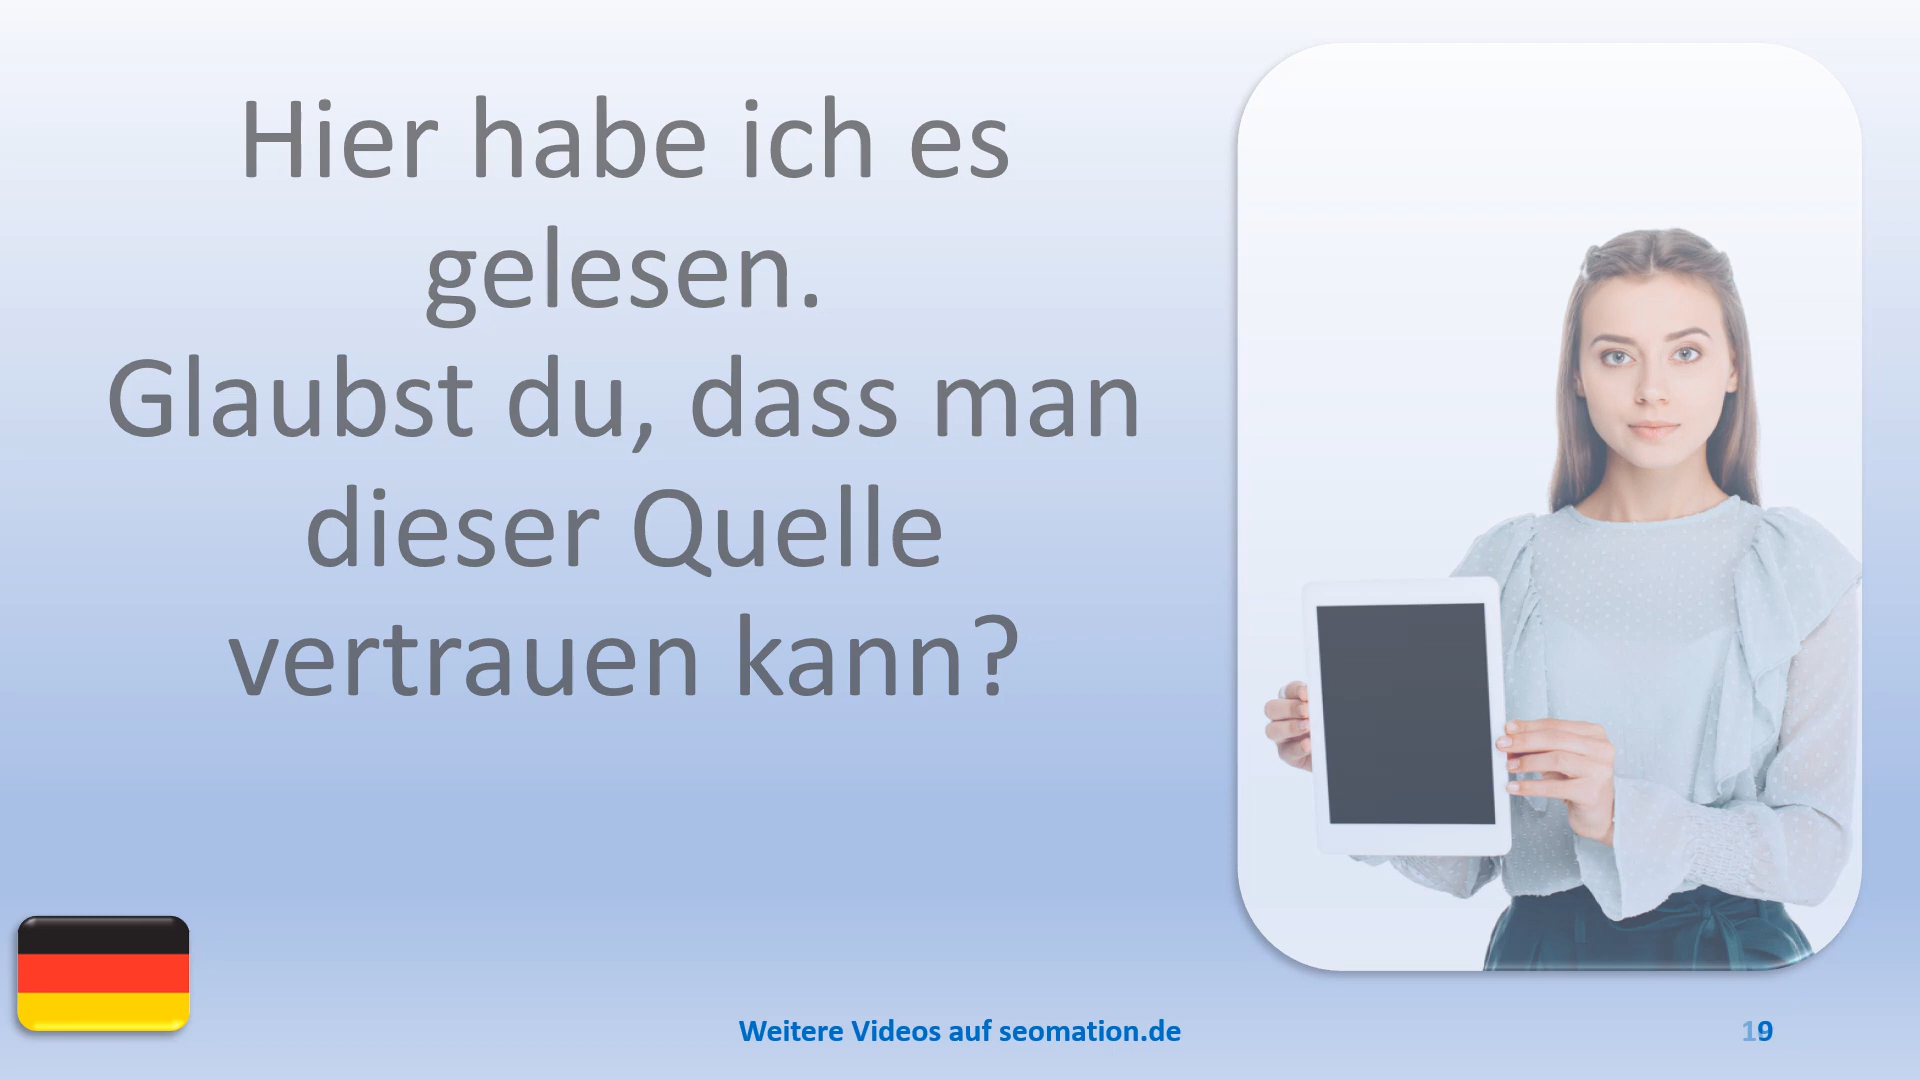 Hier habe ich es
gelesen.
Glaubst du, dass man
dieser Quelle
vertrauen kann?
Weitere Videos auf seomation.de
19